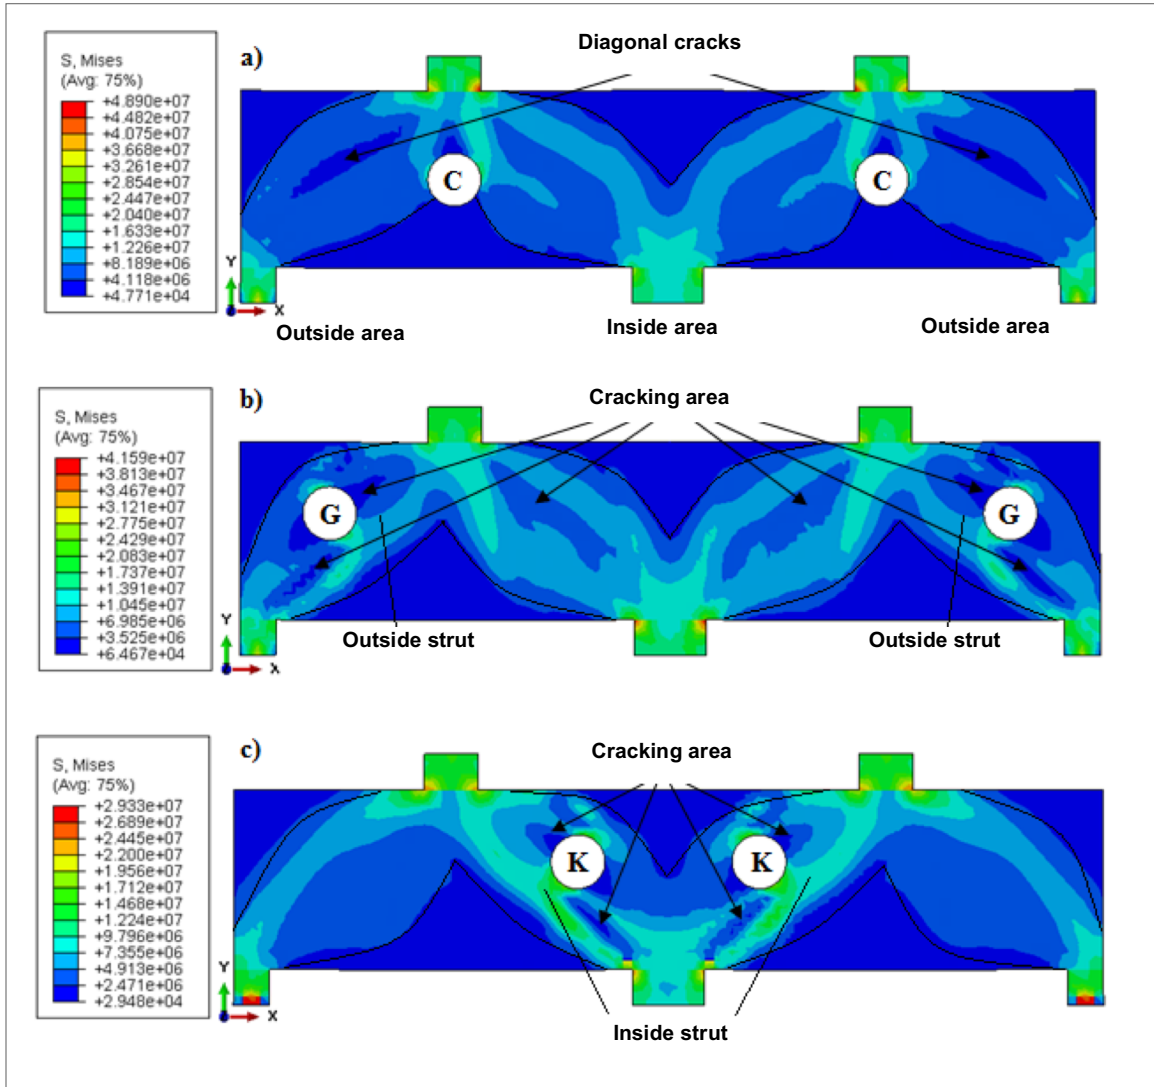 Diagonal cracks
a)
S, Mises
(Avg: 75%)
+4.890e+07
+4.482e+07
+4.075e+07
+3.668e+07
+3.261e+07
+2.854e+07
+2.447e+07
+2.040e+07
+1.633e+07
+1.226e+07
+8.189e+06
+4.118e+06
+4.771e+04
C
C
Y
X
Outside area
Inside area
Outside area
b)
Cracking area
S, Mises
(Avg: 75%)
+4.159e+07
+3.813e+07
+3.467e+07
+3.121e+07
+2.775e+07
+2.429e+07
+2.083e+07
+1.737e+07
+1.391e+07
+1.045e+07
+6.985e+06
+3.525e+06
+6.467e+04
G
G
Y
X
Outside strut
Outside strut
c)
Cracking area
S, Mises
(Avg: 75%)
+2.933e+07
+2.689e+07
+2.445e+07
+2.200e+07
+1.956e+07
+1.712e+07
+1.468e+07
+1.224e+07
+9.796e+06
+7.355e+06
+4.913e+06
+2.471e+06
+2.948e+04
K
K
Y
X
Inside strut